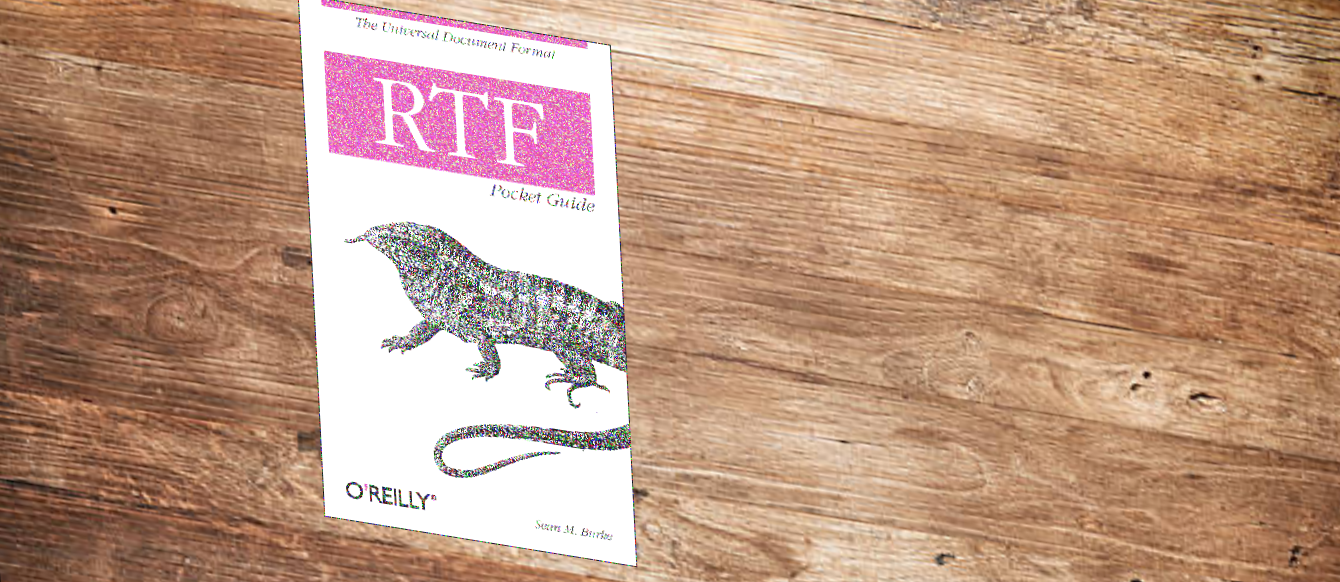 The Universal Document Format
RTF
Pocket Guide
O'REILLY®
Sean M. Burke